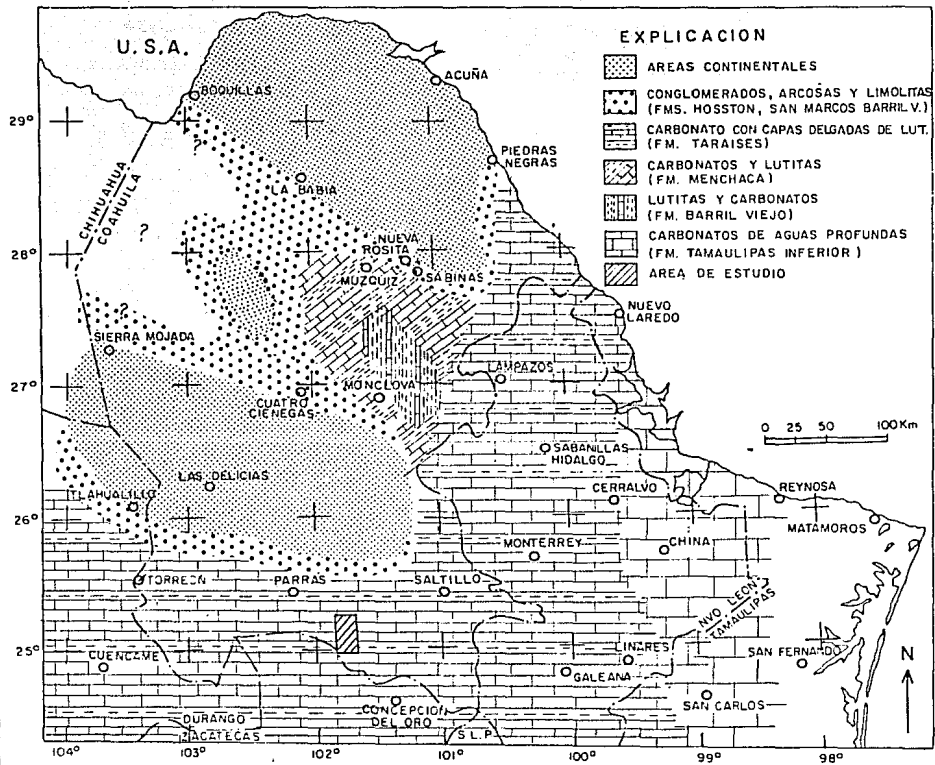 U.S.A.
EXPLICACION
AREAS CONTINENTALES
CONGLOMERADOS, ARCOSAS Y LIMOLITAS
(FMS. HOSSTON, SAN MARCOS BARRIL V.)
CARBONATO CON CAPAS DELGADAS DE LUT.
(FM. TARAISES)
CARBONATOS Y LUTITAS
(FM. MENCHACA)
LUTITAS Y CARBONATOS
(FM. BARRIL VIEJO)
CARBONATOS DE AGUAS PROFUNDAS
(FM. TAMAULIPAS INFERIOR)
AREA DE ESTUDIO
ACUÑA
BOQUILLAS
29°
?
PIEDRAS
NEGRAS
LA BABIA
CHIHUAHUA
COAHUILA
?
28°
NUEVA
ROSITA
MUZQUIZ
SABINAS
?
NUEVO
LAREDO
SIERRA MOJADA
27°
LAMPAZOS
MONCLOVA
CUATRO
CIENEGAS
0 25 50 100 Km
SABANILLAS
HIDALGO
LAS DELICIAS
TLAHUALILO
CERRALVO
REYNOSA
26°
MATAMOROS
MONTERREY
CHINA
TORREON
PARRAS
SALTILLO
NVO LEON
TAMAULIPAS
25°
CUENCAME
LINARES
SAN FERNANDO
GALEANA
N
SAN CARLOS
CONCEPCION
DEL ORO
DURANGO
ZACATECAS
S.L.P.
104° 103° 102° 101° 100° 99° 98°